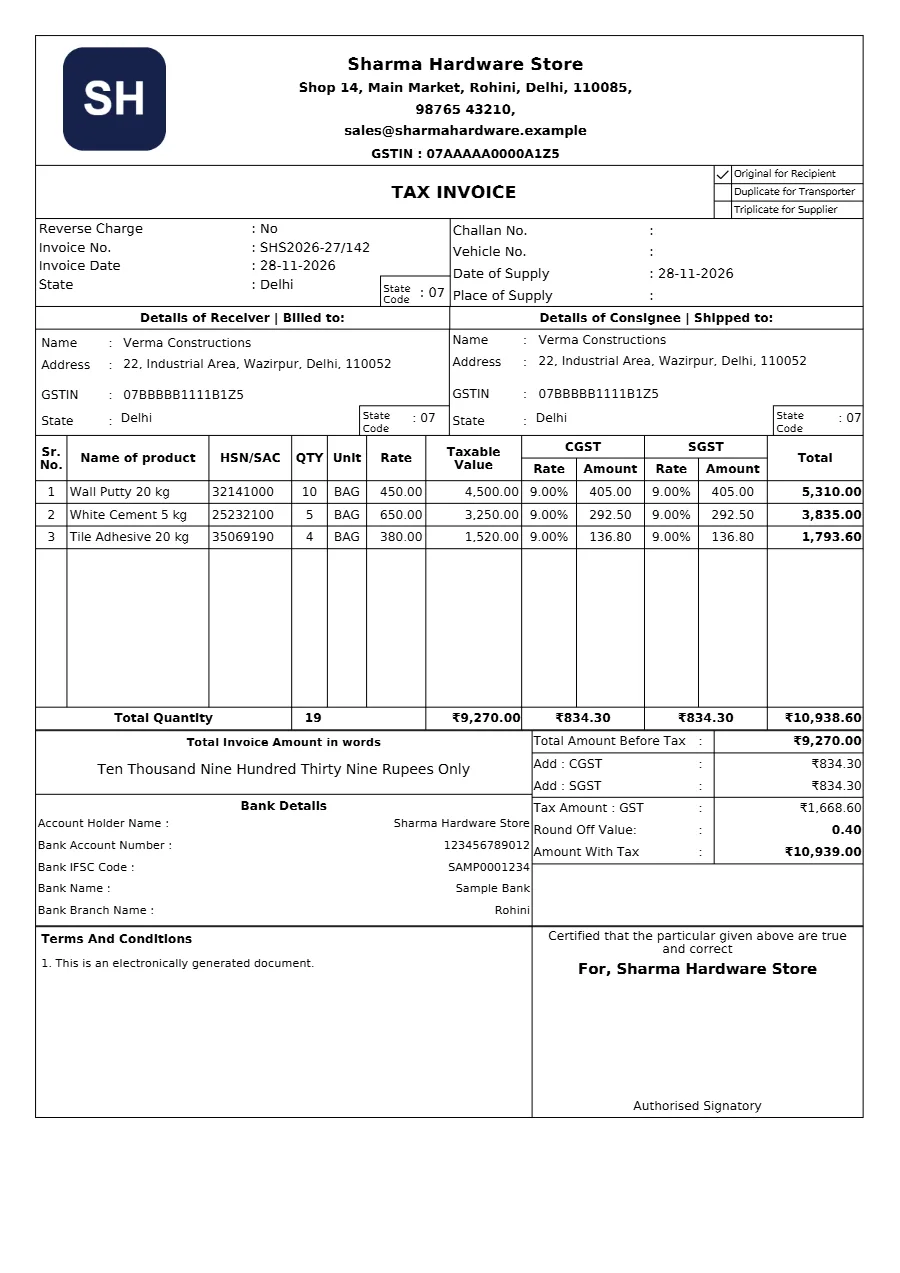 SH
Sharma Hardware Store
Shop 14, Main Market, Rohini, Delhi, 110085,
98765 43210,
sales@sharmahardware.example
GSTIN : 07AAAAA0000A1Z5
TAX INVOICE
Original for Recipient
Duplicate for Transporter
Triplicate for Supplier
Reverse Charge : No
Invoice No. : SHS2026-27/142
Invoice Date : 28-11-2026
State : Delhi State Code : 07
Challan No. :
Vehicle No. :
Date of Supply : 28-11-2026
Place of Supply :
Details of Receiver | Billed to:
Name : Verma Constructions
Address : 22, Industrial Area, Wazirpur, Delhi, 110052
GSTIN : 07BBBBB1111B1Z5
State : Delhi State Code : 07
Details of Consignee | Shipped to:
Name : Verma Constructions
Address : 22, Industrial Area, Wazirpur, Delhi, 110052
GSTIN : 07BBBBB1111B1Z5
State : Delhi State Code : 07
Sr. No. Name of product HSN/SAC QTY Unit Rate Taxable Value CGST SGST Total
Rate Amount Rate Amount
1 Wall Putty 20 kg 32141000 10 BAG 450.00 4,500.00 9.00% 405.00 9.00% 405.00 5,310.00
2 White Cement 5 kg 25232100 5 BAG 650.00 3,250.00 9.00% 292.50 9.00% 292.50 3,835.00
3 Tile Adhesive 20 kg 35069190 4 BAG 380.00 1,520.00 9.00% 136.80 9.00% 136.80 1,793.60
Total Quantity 19 ₹9,270.00 ₹834.30 ₹834.30 ₹10,938.60
Total Invoice Amount in words
Ten Thousand Nine Hundred Thirty Nine Rupees Only
Total Amount Before Tax : ₹9,270.00
Add : CGST : ₹834.30
Add : SGST : ₹834.30
Tax Amount : GST : ₹1,668.60
Round Off Value: : 0.40
Amount With Tax : ₹10,939.00
Bank Details
Account Holder Name : Sharma Hardware Store
Bank Account Number : 123456789012
Bank IFSC Code : SAMP0001234
Bank Name : Sample Bank
Bank Branch Name : Rohini
Terms And Conditions
1. This is an electronically generated document.
Certified that the particular given above are true
and correct
For, Sharma Hardware Store
Authorised Signatory